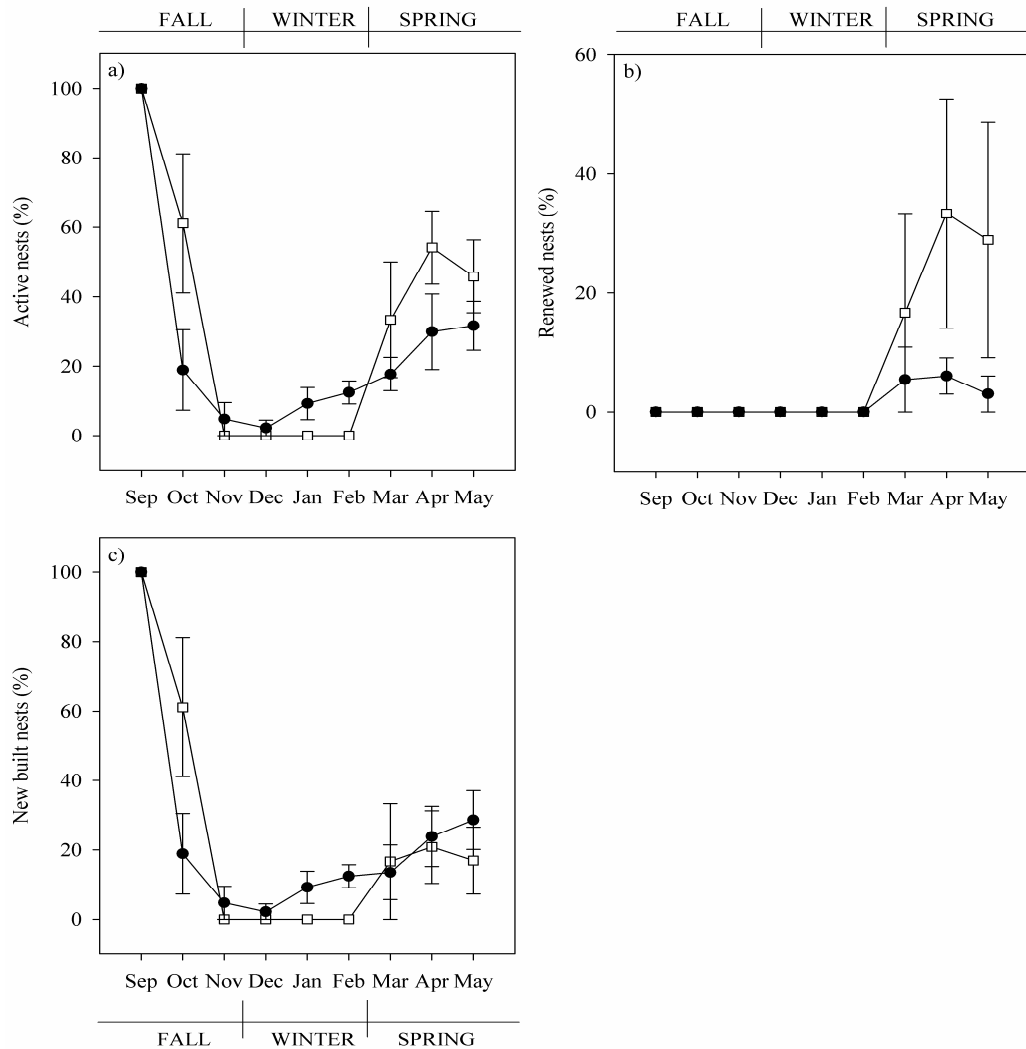 FALL WINTER SPRING
FALL WINTER SPRING
a)
100
80
60
40
20
0
Active nests (%)
Sep Oct Nov Dec Jan Feb Mar Apr May
b)
60
40
20
0
Renewed nests (%)
Sep Oct Nov Dec Jan Feb Mar Apr May
c)
100
80
60
40
20
0
New built nests (%)
Sep Oct Nov Dec Jan Feb Mar Apr May
FALL WINTER SPRING